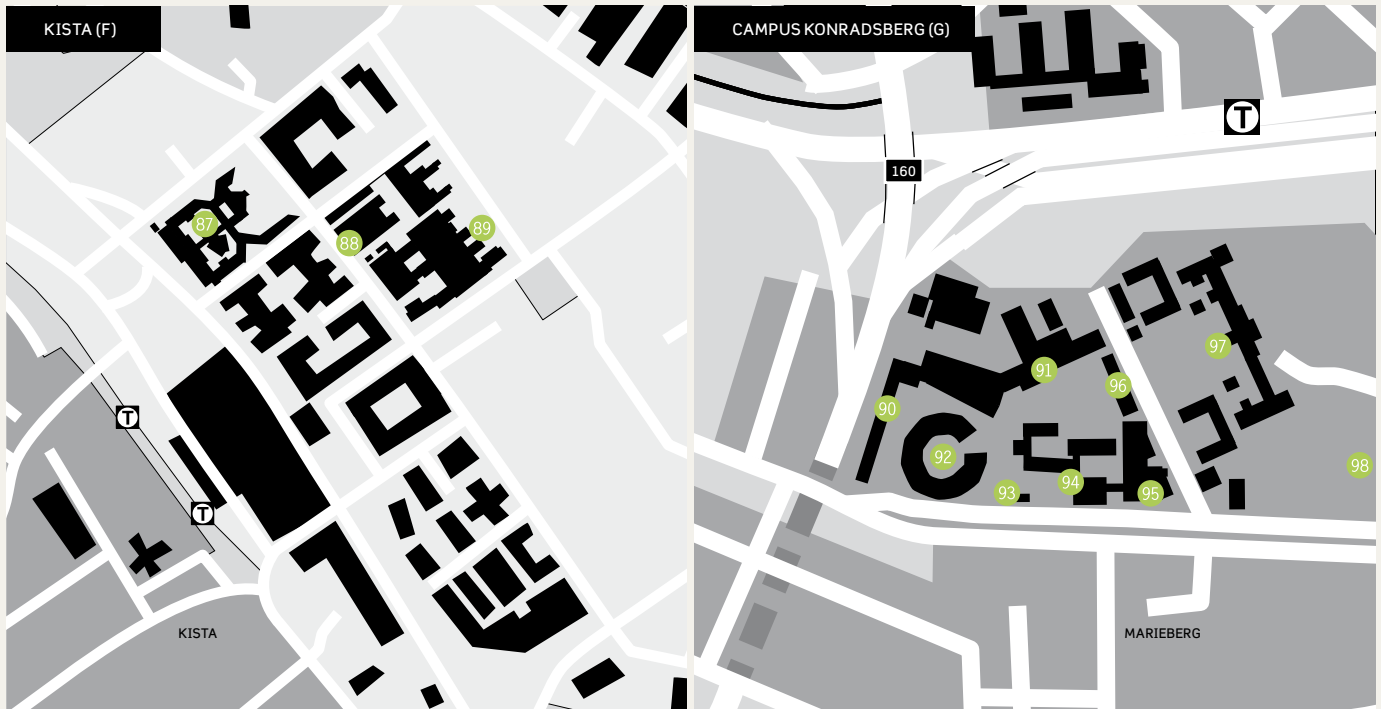 KISTA (F)
87
88
89
T
T
KISTA
CAMPUS KONRADSBERG (G)
T
160
97
91
96
90
92
98
94
93
95
MARIEBERG